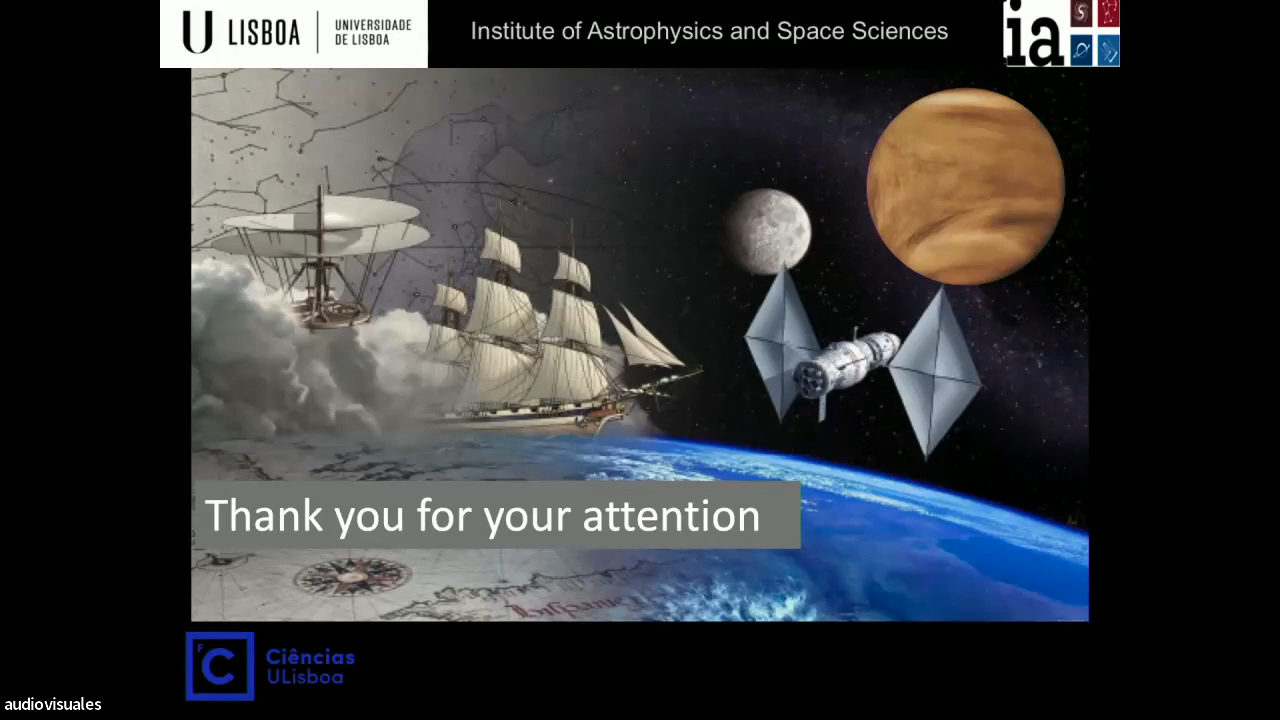 LISBOA
UNIVERSIDADE
DE LISBOA
Institute of Astrophysics and Space Sciences
ia
Thank you for your attention
F
C
Ciências
ULisboa
audiovisuales